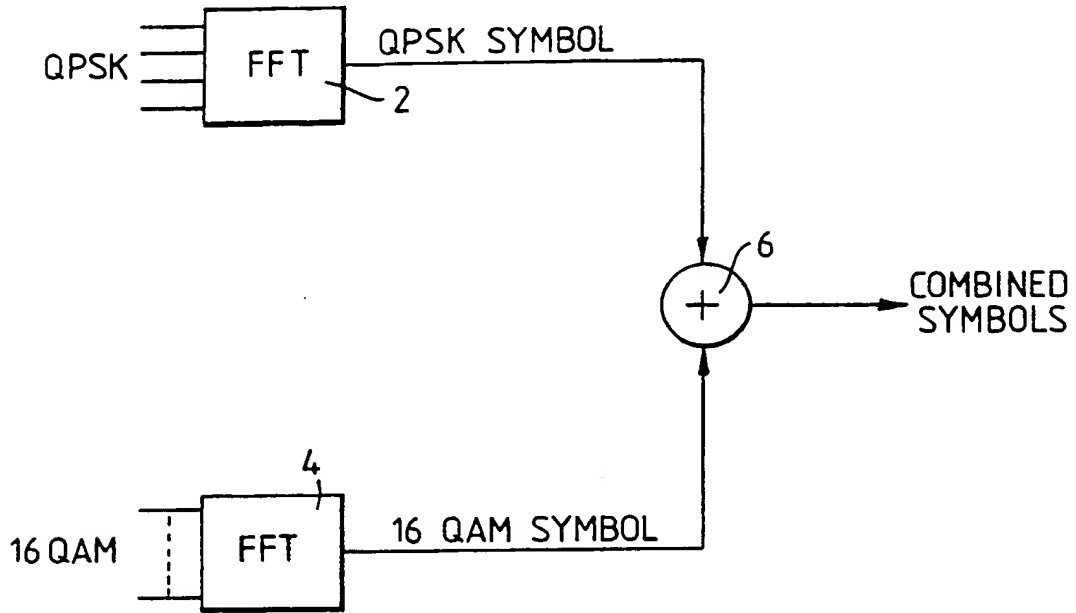 QPSK
FFT
QPSK SYMBOL
2
6
+
COMBINED
SYMBOLS
4
16 QAM
FFT
16 QAM SYMBOL